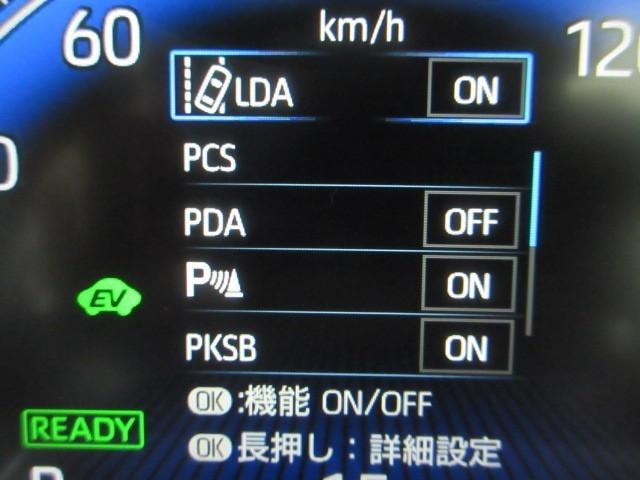 60
km/h
120
LDA ON
PCS
PDA OFF
P ON
EV
PKSB ON
OK :機能 ON/OFF
READY
OK 長押し：詳細設定